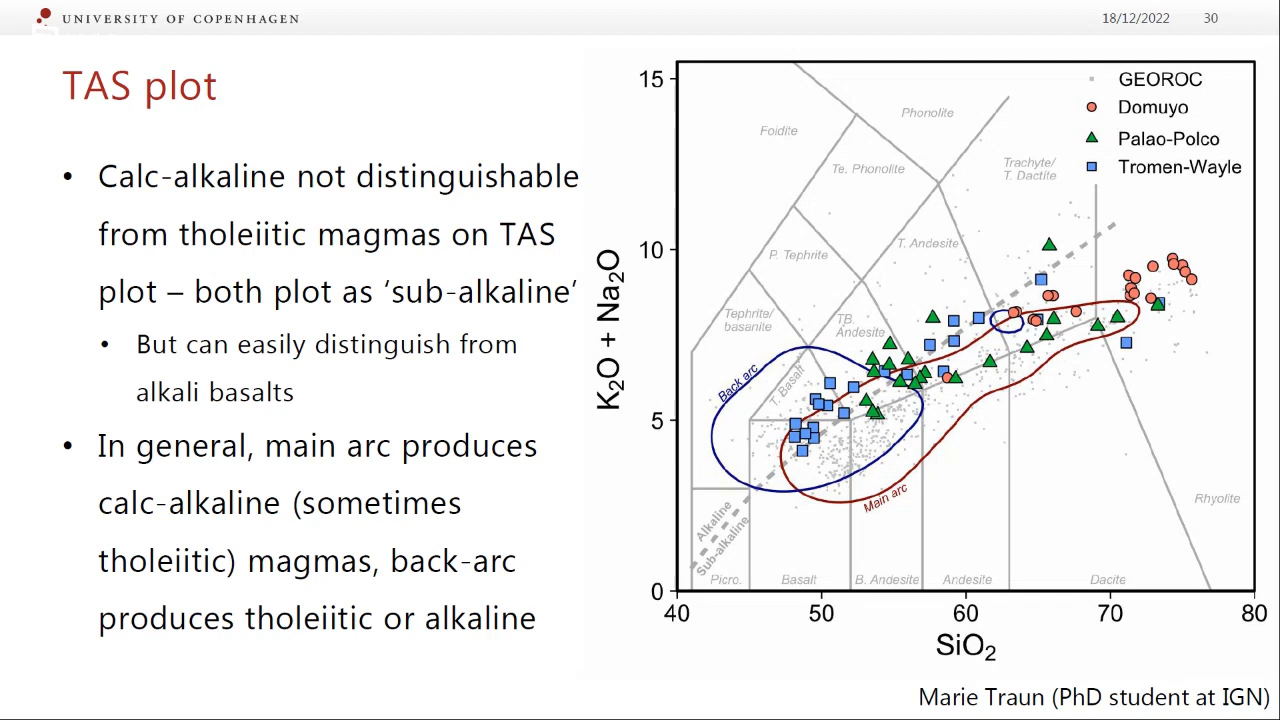 UNIVERSITY OF COPENHAGEN
18/12/2022 30
TAS plot
• Calc-alkaline not distinguishable
from tholeiitic magmas on TAS
plot – both plot as ‘sub-alkaline’
• But can easily distinguish from
alkali basalts
• In general, main arc produces
calc-alkaline (sometimes
tholeiitic) magmas, back-arc
produces tholeiitic or alkaline
15
10
5
0
K₂O + Na₂O
GEOROC
Domuyo
Palao-Polco
Tromen-Wayle
Foidite
Phonolite
Te. Phonolite
Trachyte/
T. Dactite
P. Tephrite
T. Andesite
Tephrite/
basanite
TB.
Andesite
T. Basalt
Back arc
Main arc
Alkaline
Sub-alkaline
Rhyolite
Picro.
Basalt
B. Andesite
Andesite
Dacite
40 50 60 70 80
SiO₂
Marie Traun (PhD student at IGN)